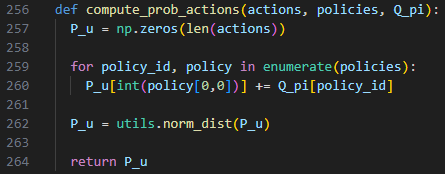 256 def compute_prob_actions(actions, policies, Q_pi):
257   P_u = np.zeros(len(actions))
258
259   for policy_id, policy in enumerate(policies):
260     P_u[int(policy[0,0])] += Q_pi[policy_id]
261
262   P_u = utils.norm_dist(P_u)
263
264   return P_u